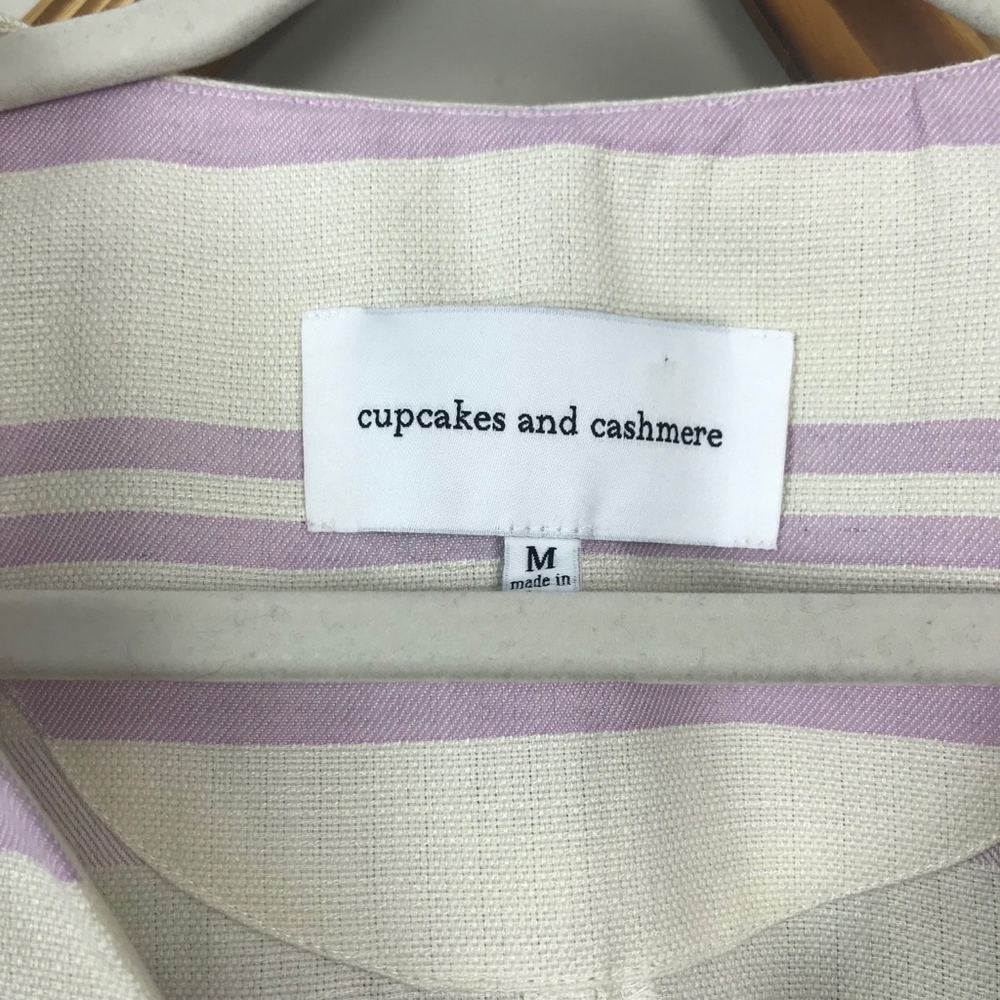 cupcakes and cashmere
M
made in